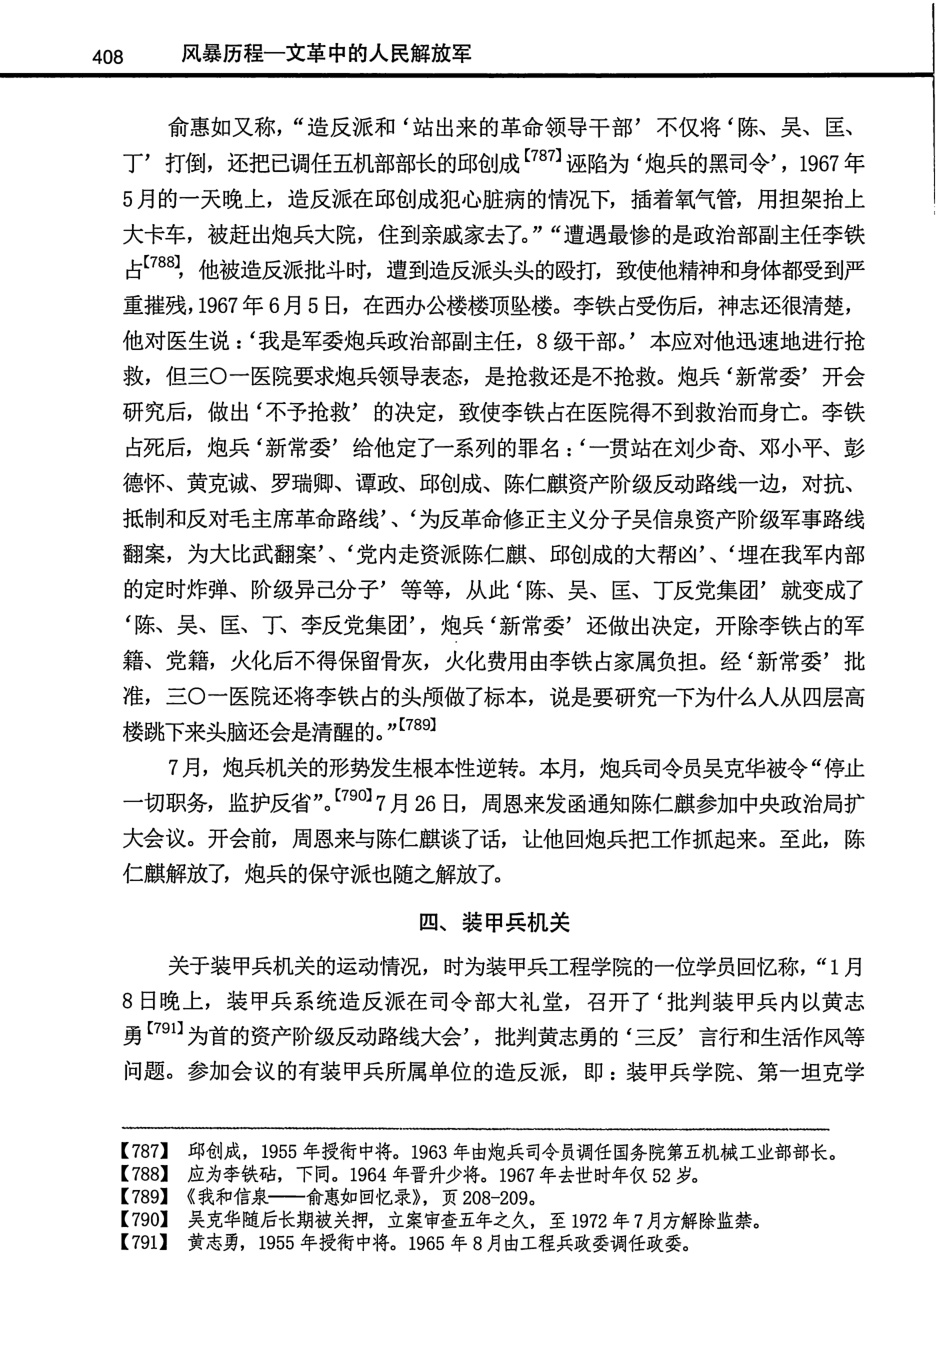 408 风暴历程—文革中的人民解放军
俞惠如又称，“造反派和‘站出来的革命领导干部’不仅将‘陈、吴、匡、
丁’打倒，还把已调任五机部部长的邱创成【787】诬陷为‘炮兵的黑司令’，1967 年
5 月的一天晚上，造反派在邱创成犯心脏病的情况下，插着氧气管，用担架抬上
大卡车，被赶出炮兵大院，住到亲戚家去了。”“遭遇最惨的是政治部副主任李铁
占【788】，他被造反派批斗时，遭到造反派头头的殴打，致使他精神和身体都受到严
重摧残，1967 年 6 月 5 日，在西办公楼楼顶坠楼。李铁占受伤后，神志还很清楚，
他对医生说：‘我是军委炮兵政治部副主任，8 级干部。’本应对他迅速地进行抢
救，但三〇一医院要求炮兵领导表态，是抢救还是不抢救。炮兵‘新常委’开会
研究后，做出‘不予抢救’的决定，致使李铁占在医院得不到救治而身亡。李铁
占死后，炮兵‘新常委’给他定了一系列的罪名：‘一贯站在刘少奇、邓小平、彭
德怀、黄克诚、罗瑞卿、谭政、邱创成、陈仁麒资产阶级反动路线一边，对抗、
抵制和反对毛主席革命路线’、‘为反革命修正主义分子吴信泉资产阶级军事路线
翻案，为大比武翻案’、‘党内走资派陈仁麒、邱创成的大帮凶’、‘埋在我军内部
的定时炸弹、阶级异己分子’等等，从此‘陈、吴、匡、丁反党集团’就变成了
‘陈、吴、匡、丁、李反党集团’，炮兵‘新常委’还做出决定，开除李铁占的军
籍、党籍，火化后不得保留骨灰，火化费用由李铁占家属负担。经‘新常委’批
准，三〇一医院还将李铁占的头颅做了标本，说是要研究一下为什么人从四层高
楼跳下来头脑还会是清醒的。”【789】
7 月，炮兵机关的形势发生根本性逆转。本月，炮兵司令员吴克华被令“停止
一切职务，监护反省”。【790】7 月 26 日，周恩来发函通知陈仁麒参加中央政治局扩
大会议。开会前，周恩来与陈仁麒谈了话，让他回炮兵把工作抓起来。至此，陈
仁麒解放了，炮兵的保守派也随之解放了。
四、装甲兵机关
关于装甲兵机关的运动情况，时为装甲兵工程学院的一位学员回忆称，“1 月
8 日晚上，装甲兵系统造反派在司令部大礼堂，召开了‘批判装甲兵内以黄志
勇【791】为首的资产阶级反动路线大会’，批判黄志勇的‘三反’言行和生活作风等
问题。参加会议的有装甲兵所属单位的造反派，即：装甲兵学院、第一坦克学
【787】 邱创成，1955 年授衔中将。1963 年由炮兵司令员调任国务院第五机械工业部部长。
【788】 应为李铁砧，下同。1964 年晋升少将。1967 年去世时年仅 52 岁。
【789】《我和信泉——俞惠如回忆录》，页 208-209。
【790】 吴克华随后长期被关押，立案审查五年之久，至 1972 年 7 月方解除监禁。
【791】 黄志勇，1955 年授衔中将。1965 年 8 月由工程兵政委调任政委。